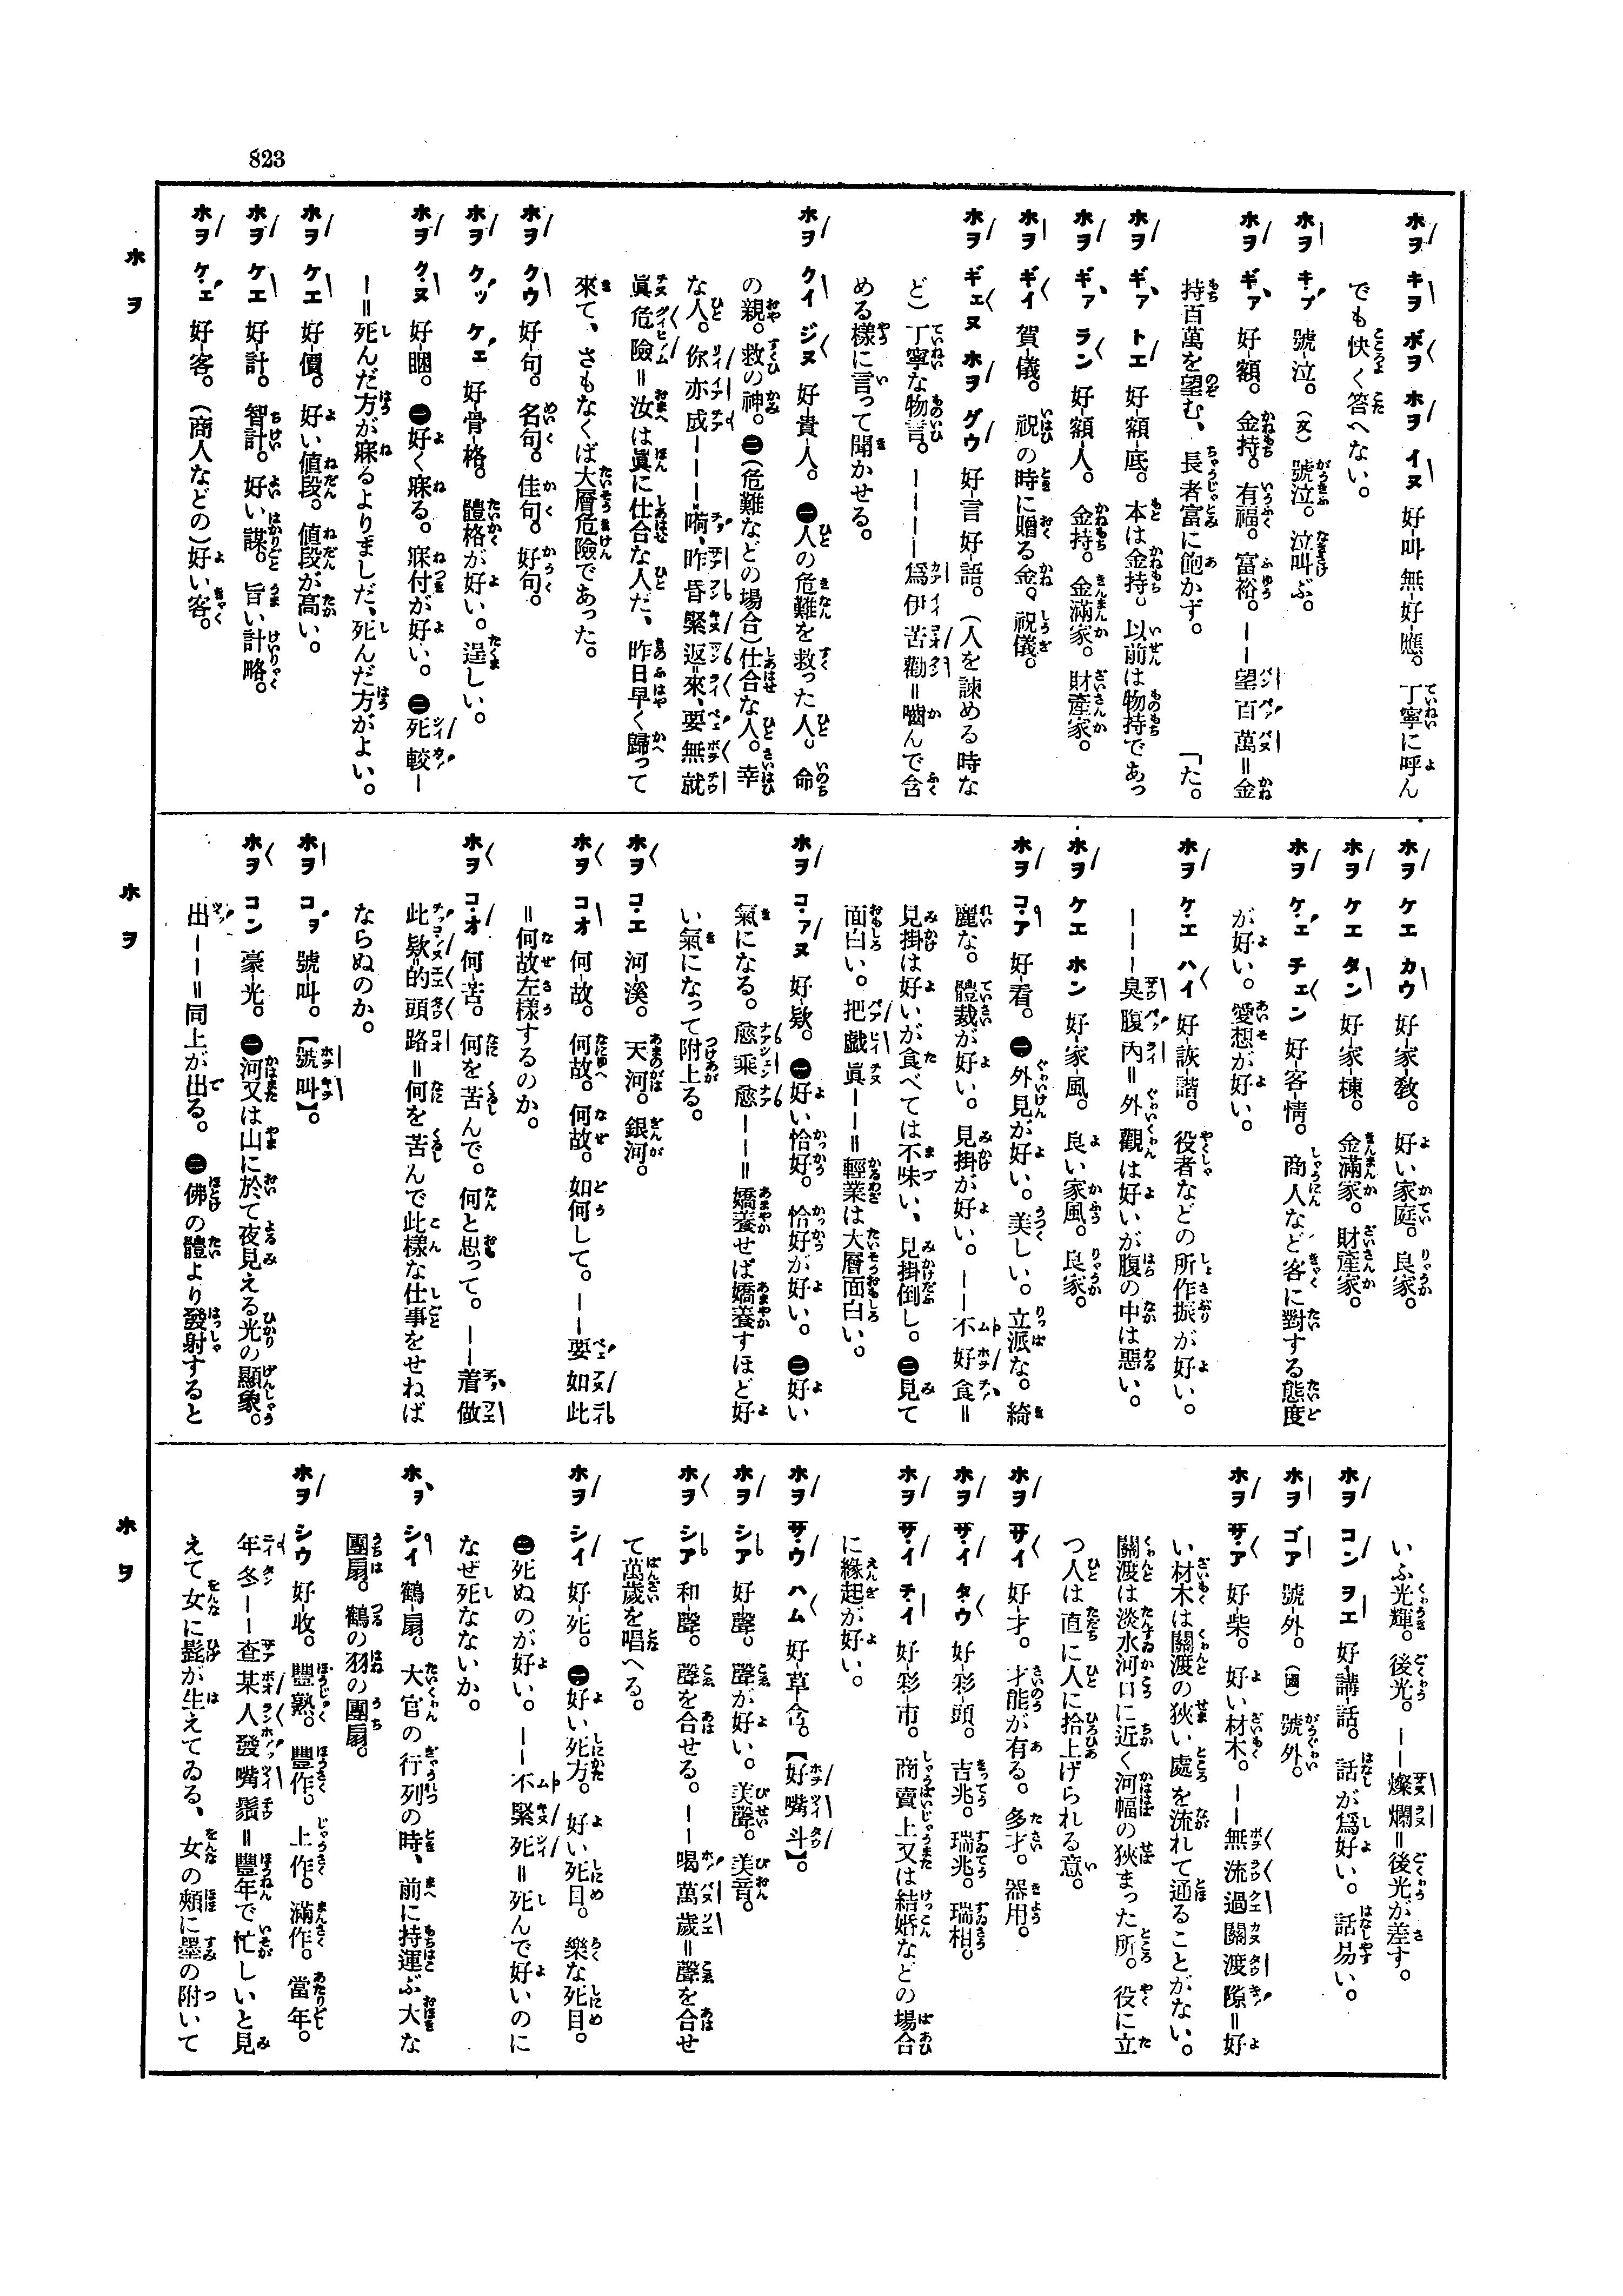 823
ホヲ キヲ ボヲ ホヲ イヌ 好-叫 無-好-應。 丁寧に呼ん
でも快く答へない。
ホヲ キㇷ゚ 號-泣。(文) 號泣。泣叫ぶ。
ホヲ ギァ 好-額。 金持。有福。富裕。——望百萬=金
持百萬を望む、長者富に飽かず。 「た。
ホヲ ギァ トエ 好-額-底。 本は金持。以前は物持であっ
ホヲ ギァ ラン 好-額-人。 金持。金滿家。財產家。
ホヲ ギイ 賀-儀。 祝の時に贈る金。祝儀。
ホヲ ギェヌ ホヲ グウ 好-言 好-語。(人を諫める時な
ど)丁寧な物言。————爲伊苦勸=嚙んで含
める樣に言って聞かせる。
ホヲ クイ ジヌ 好-貴-人。 ㊀人の危難を救った人。命
の親。救の神。㊁(危難などの場合)仕合な人。幸
な人。你亦成———嗬、昨昏緊返來、要無就
眞危險=汝は眞に仕合な人だ、昨日早く歸って
來て、さもなくば大層危險であった。
ホヲ クウ 好-句。 名句。佳句。好句。
ホヲ クッ ケェ 好-骨-格。 體格が好い。逞しい。
ホヲ クヌ 好-睏。 ㊀好く寐る。寐付が好い。㊁死較—
—=死んだ方が寐るよりましだ、死んだ方がよい。
ホヲ ケエ 好-價。 好い値段。値段が高い。
ホヲ ケエ 好-計。 智計。好い謀。旨い計略。
ホヲ ケェ 好-客。(商人などの)好い客。
ホヲ
ホヲ ケエ カウ 好-家-敎。 好い家庭。良家。
ホヲ ケエ タン 好-家-棟。 金滿家。財產家。
ホヲ ケェ チェン 好-客-情。 商人など客に對する態度
が好い。愛想が好い。
ホヲ ケエ ハイ 好-詼-諧。 役者などの所作振が好い。
———臭腹內=外觀は好いが腹の中は惡い。
ホヲ ケエ ホン 好-家-風。 良い家風。良家。
ホヲ コア 好-看。 ㊀外見が好い。美しい。立派な。綺
麗な。體裁が好い。見掛が好い。——不好食=
見掛は好いが食べては不味い、見掛倒し。㊁見て
面白い。把戲眞——=輕業は大層面白い。
ホヲ コァヌ 好-欵。 ㊀好い恰好。恰好が好い。㊁好い
氣になる。愈乘愈——=嬌養せば嬌養すほど好
い氣になって附上る。
ホヲ コエ 河-溪。 天河。銀河。
ホヲ コオ 何-故。 何故。何故。如何して。——要如此
=何故左樣するのか。
ホヲ コオ 何-苦。 何を苦んで。何と思って。——着做
此欵的頭路=何を苦んで此樣な仕事をせねば
ならぬのか。
ホヲ コヲ 號-叫。【號叫】。
ホヲ コン 豪-光。 ㊀河又は山に於て夜見える光の顯象。
出——=同上が出る。㊁佛の體より發射すると
ホヲ
いふ光輝。後光。——燦爛=後光が差す。
ホヲ コン ヲエ 好-講-話。 話が爲好い。話易い。
ホヲ ゴア 號-外。(國) 號外。
ホヲ サア 好-柴。 好い材木。——無流過關渡隙=好
い材木は關渡の狹い處を流れて通ることがない。
關渡は淡水河口に近く河幅の狹まった所。役に立
つ人は直に人に拾上げられる意。
ホヲ サイ 好-才。 才能が有る。多才。器用。
ホヲ サイ タウ 好-彩-頭。 吉兆。瑞兆。瑞相。
ホヲ サイ チイ 好-彩-市。 商賣上又は結婚などの場合
に緣起が好い。
ホヲ サウ ハム 好-草-含。【好嘴斗】。
ホヲ シア 好-聲。 聲が好い。美聲。美音。
ホヲ シア 和-聲。 聲を合せる。——喝萬歲=聲を合せ
て萬歲を唱へる。
ホヲ シイ 好-死。 ㊀好い死方。好い死目。樂な死目。
㊁死ぬのが好い。——不緊死=死んで好いのに
なぜ死なないか。
ホヲ シイ 鶴-扇。 大官の行列の時、前に持運ぶ大な
團扇。鶴の羽の團扇。
ホヲ シウ 好-收。 豐熟。豐作。上作。滿作。當年。
年冬——查某人發嘴鬚=豐年で忙しいと見
えて女に髭が生えてゐる、女の頰に墨の附いて
ホヲ